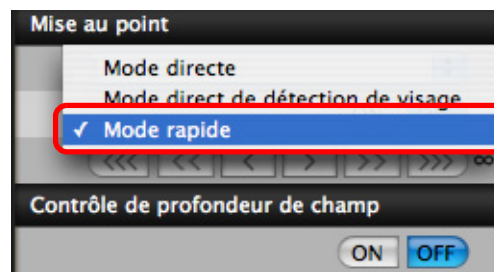 Mise au point
Mode directe
Mode direct de détection de visage
✓ Mode rapide
<<< << < > >> >>> ∞
Contrôle de profondeur de champ
ON OFF